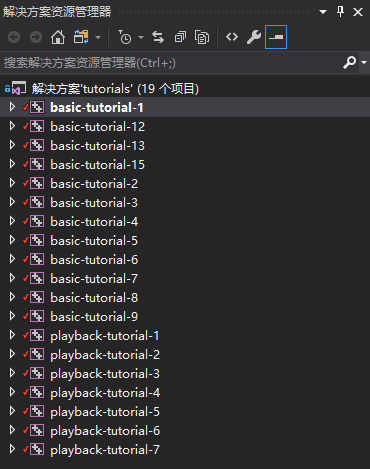 解决方案资源管理器
搜索解决方案资源管理器(Ctrl+;)
解决方案'tutorials' (19 个项目)
basic-tutorial-1
basic-tutorial-12
basic-tutorial-13
basic-tutorial-15
basic-tutorial-2
basic-tutorial-3
basic-tutorial-4
basic-tutorial-5
basic-tutorial-6
basic-tutorial-7
basic-tutorial-8
basic-tutorial-9
playback-tutorial-1
playback-tutorial-2
playback-tutorial-3
playback-tutorial-4
playback-tutorial-5
playback-tutorial-6
playback-tutorial-7